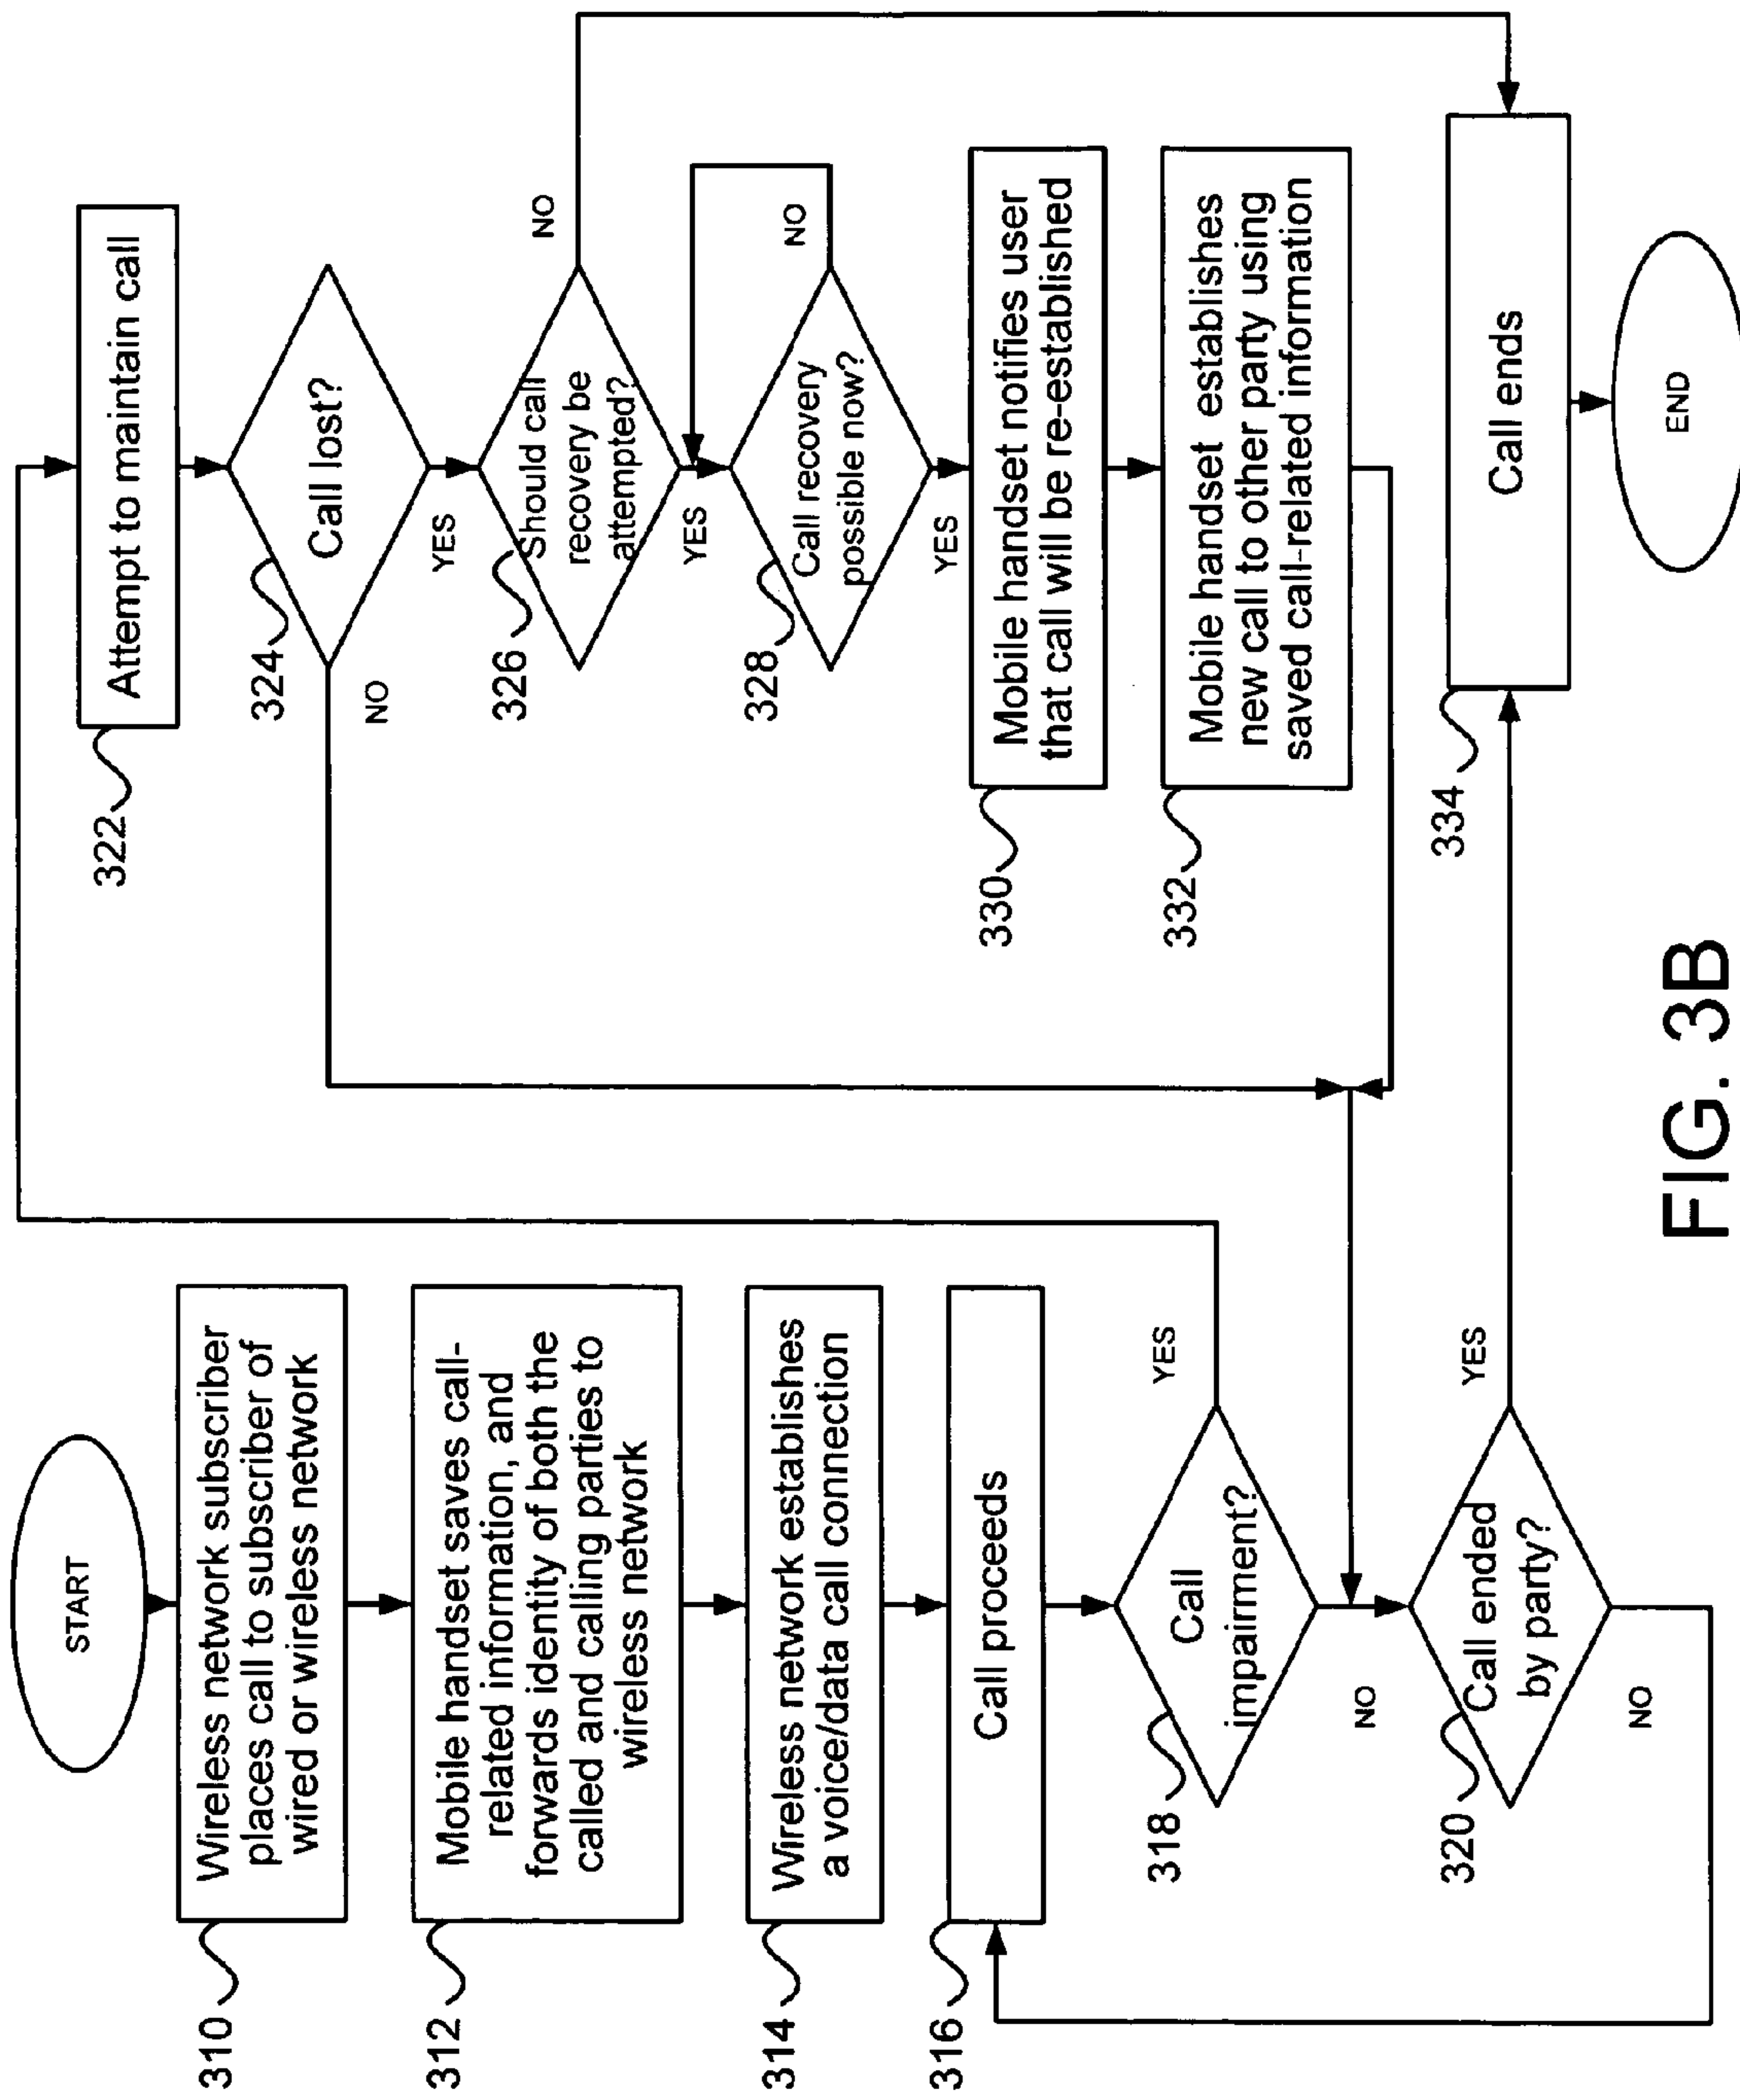 START
310
Wireless network subscriber
places call to subscriber of
wired or wireless network
312
Mobile handset saves call-
related information, and
forwards identity of both the
called and calling parties to
wireless network
314
Wireless network establishes
a voice/data call connection
316
Call proceeds
318
Call
impairment?
YES
NO
320
Call ended
by party?
YES
NO
322
Attempt to maintain call
324
Call lost?
NO
YES
326
Should call
recovery be
attempted?
NO
YES
328
Call recovery
possible now?
NO
YES
330
Mobile handset notifies user
that call will be re-established
332
Mobile handset establishes
new call to other party using
saved call-related information
334
Call ends
END
FIG. 3B